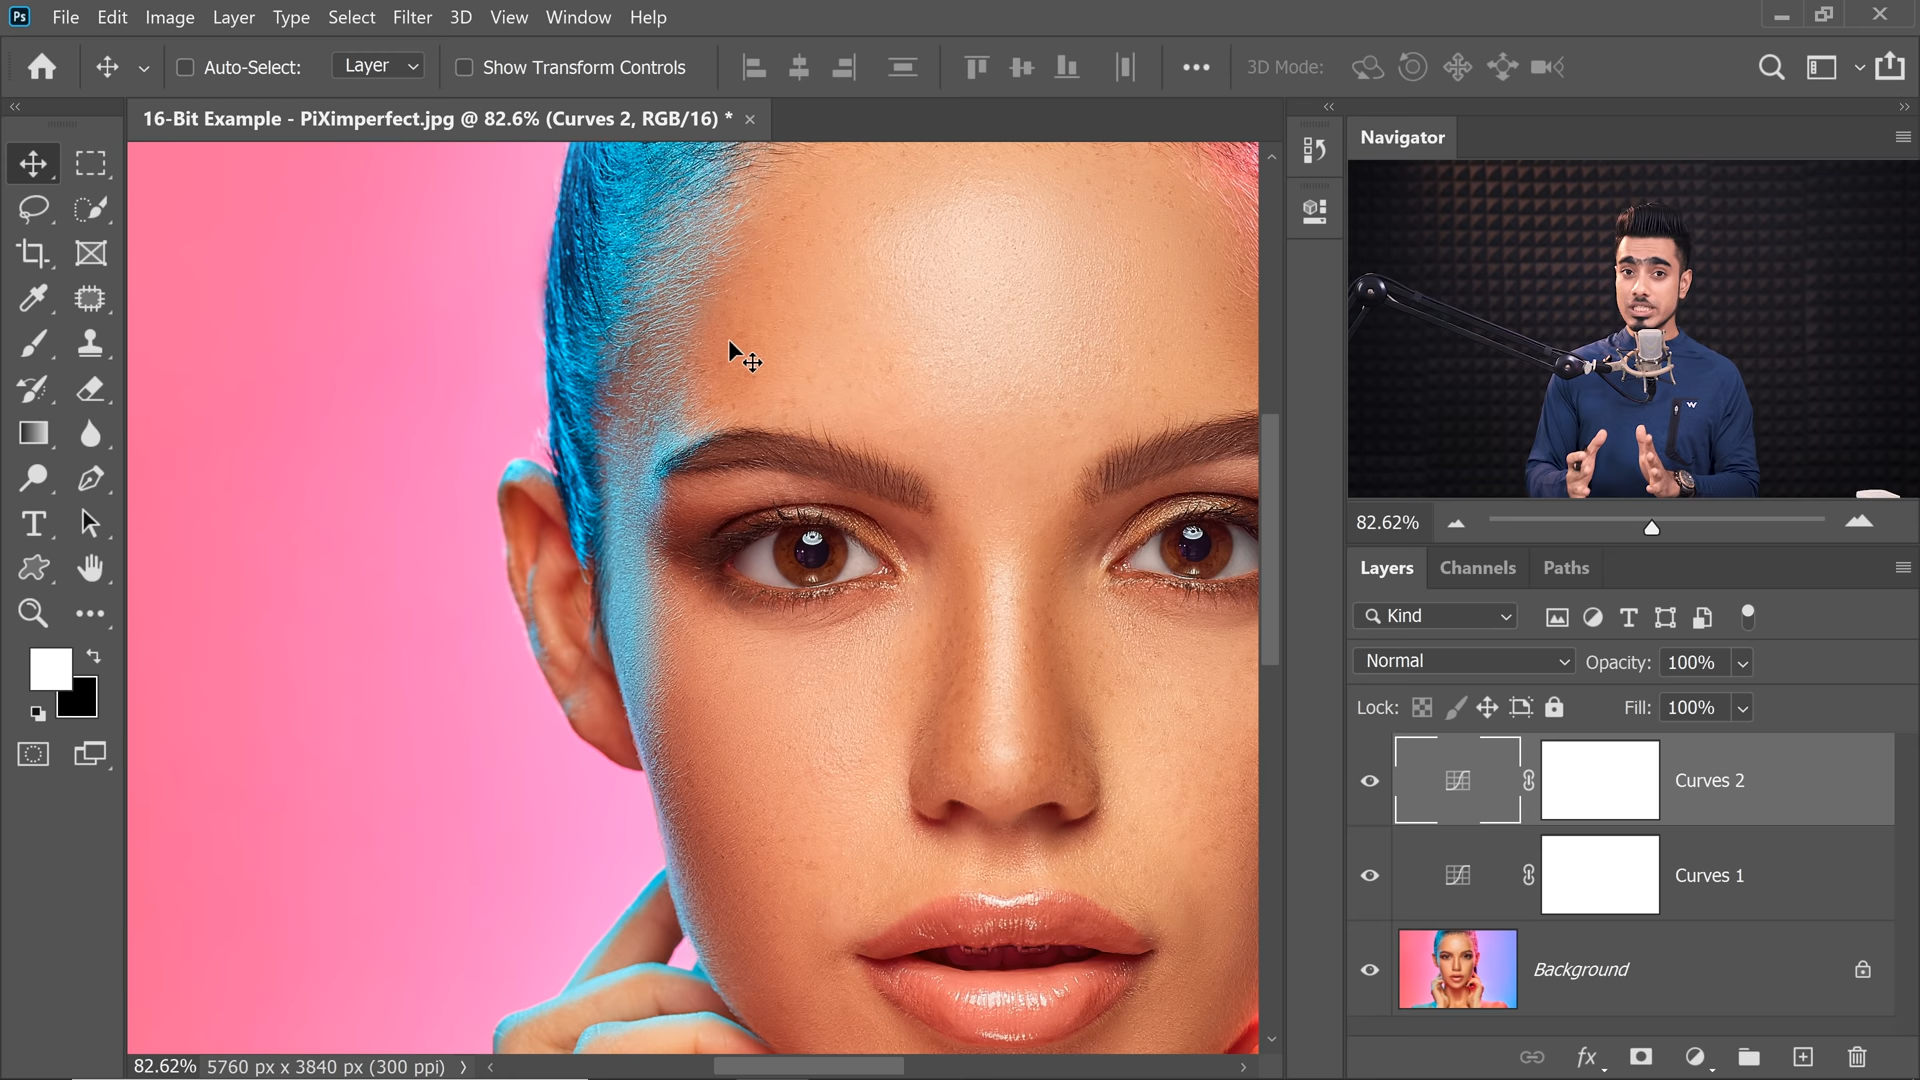 Ps File Edit Image Layer Type Select Filter 3D View Window Help
Auto-Select: Layer Show Transform Controls 3D Mode:
16-Bit Example - PiXimperfect.jpg @ 82.6% (Curves 2, RGB/16) *
Navigator
82.62%
Layers Channels Paths
Kind
Normal Opacity: 100%
Lock: Fill: 100%
Curves 2
Curves 1
Background
fx
82.62% 5760 px x 3840 px (300 ppi)